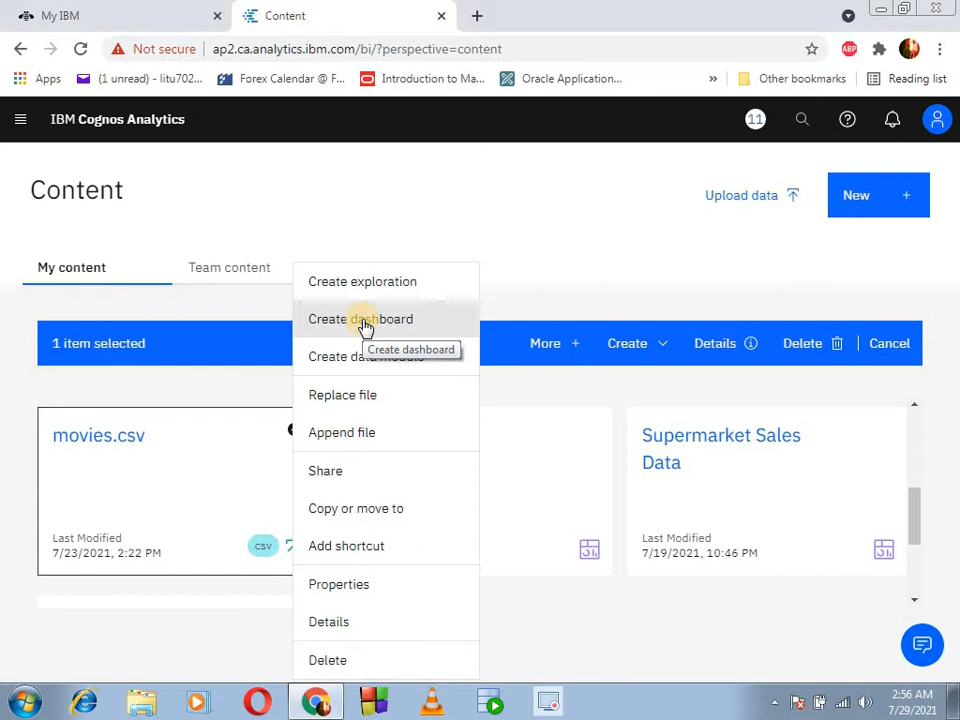 My IBM
Content
Not secure
ap2.ca.analytics.ibm.com/bi/?perspective=content
ABP
Apps
(1 unread) - litu702...
Forex Calendar @ F...
Introduction to Ma...
Oracle Application...
»
Other bookmarks
Reading list
IBM Cognos Analytics
11
Content
Upload data
New +
My content
Team content
1 item selected
More +
Create
Details
Delete
Cancel
Create exploration
Create dashboard
Create dashboard
Create data module
Replace file
Append file
Share
Copy or move to
Add shortcut
Properties
Details
Delete
movies.csv
Last Modified
7/23/2021, 2:22 PM
csv
Supermarket Sales
Data
Last Modified
7/19/2021, 10:46 PM
2:56 AM
7/29/2021